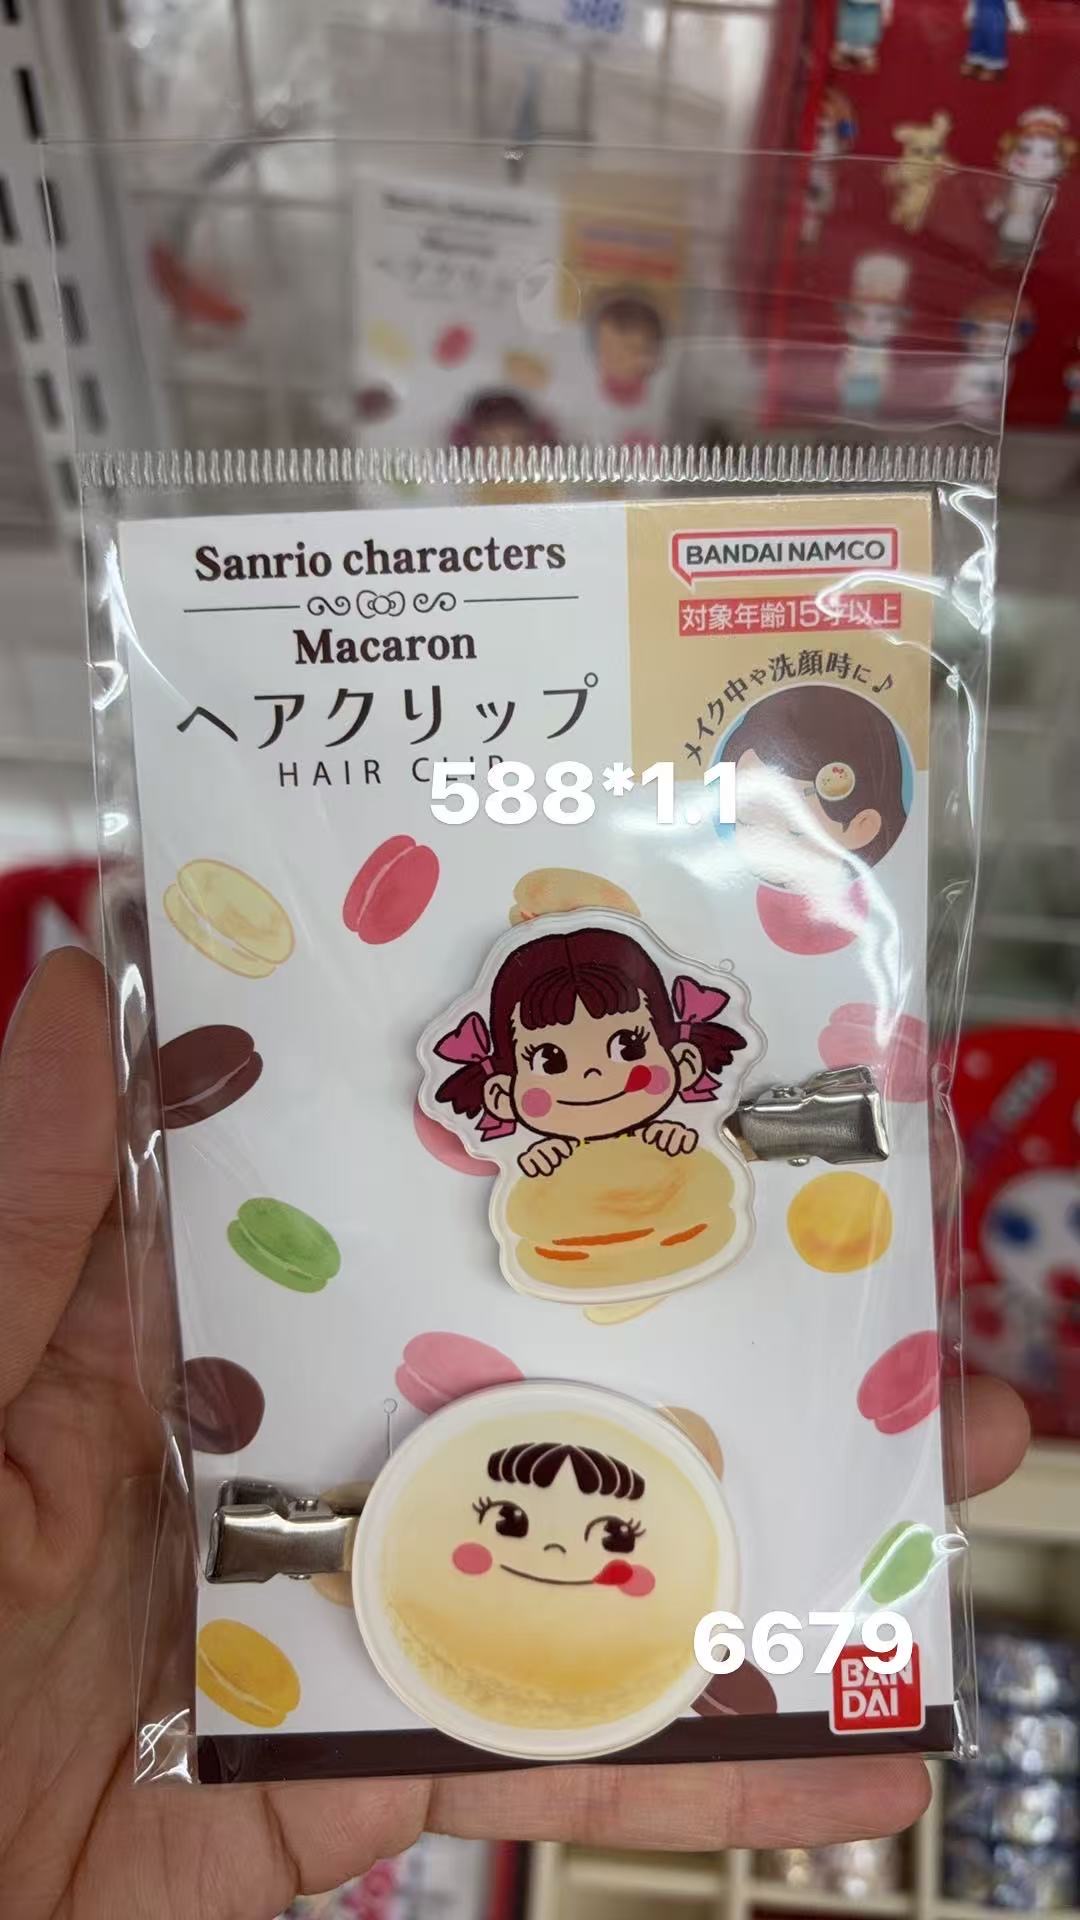 588
Sanrio characters
Macaron
ヘアクリップ
HAIR CLIP
BANDAI NAMCO
対象年齢15才以上
メイク中や洗顔時に♪
588*1.1
6679
BAN
DAI